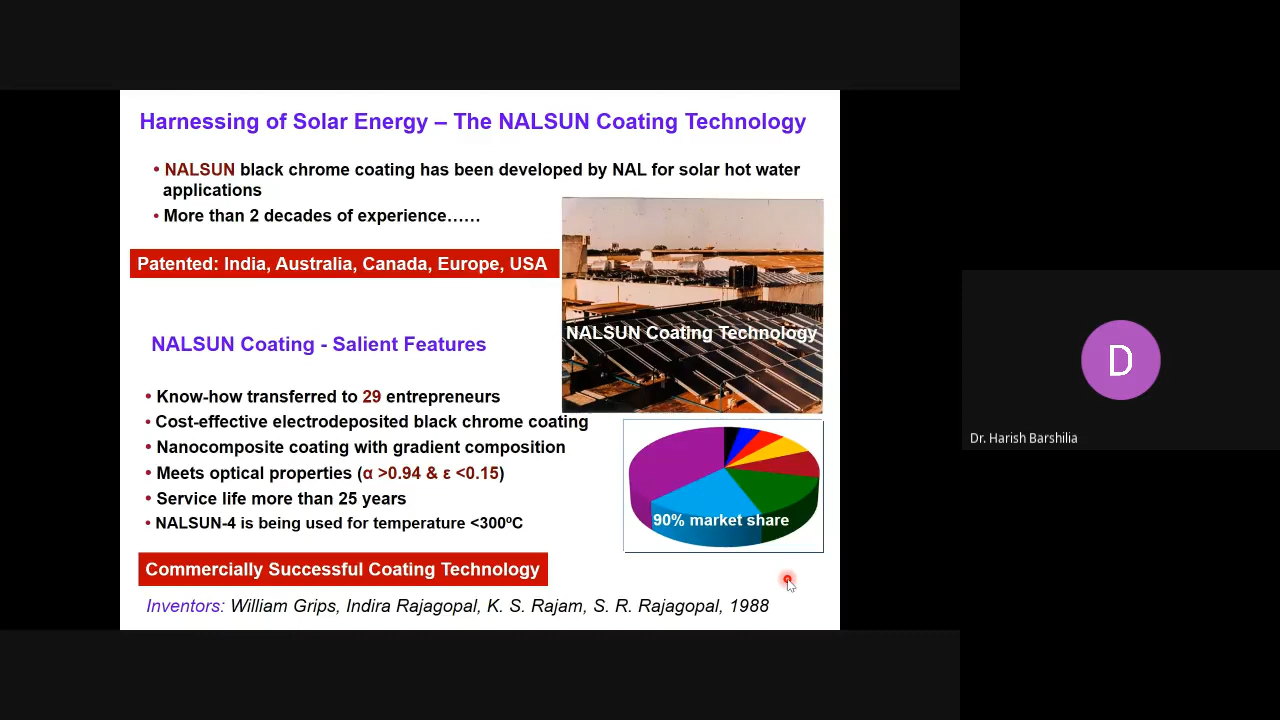 Harnessing of Solar Energy – The NALSUN Coating Technology
• NALSUN black chrome coating has been developed by NAL for solar hot water
applications
• More than 2 decades of experience……
Patented: India, Australia, Canada, Europe, USA
NALSUN Coating Technology
NALSUN Coating - Salient Features
• Know-how transferred to 29 entrepreneurs
• Cost-effective electrodeposited black chrome coating
• Nanocomposite coating with gradient composition
• Meets optical properties (α >0.94 & ε <0.15)
• Service life more than 25 years
• NALSUN-4 is being used for temperature <300ºC
90% market share
Commercially Successful Coating Technology
Inventors: William Grips, Indira Rajagopal, K. S. Rajam, S. R. Rajagopal, 1988
D
Dr. Harish Barshilia